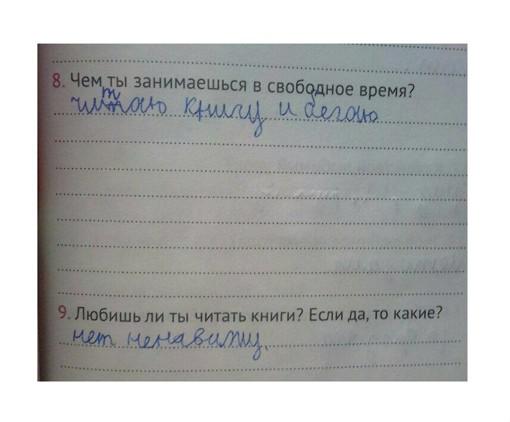 8. Чем ты занимаешься в свободное время?
читаю книгу и бегаю
9. Любишь ли ты читать книги? Если да, то какие?
нет ненавижу.